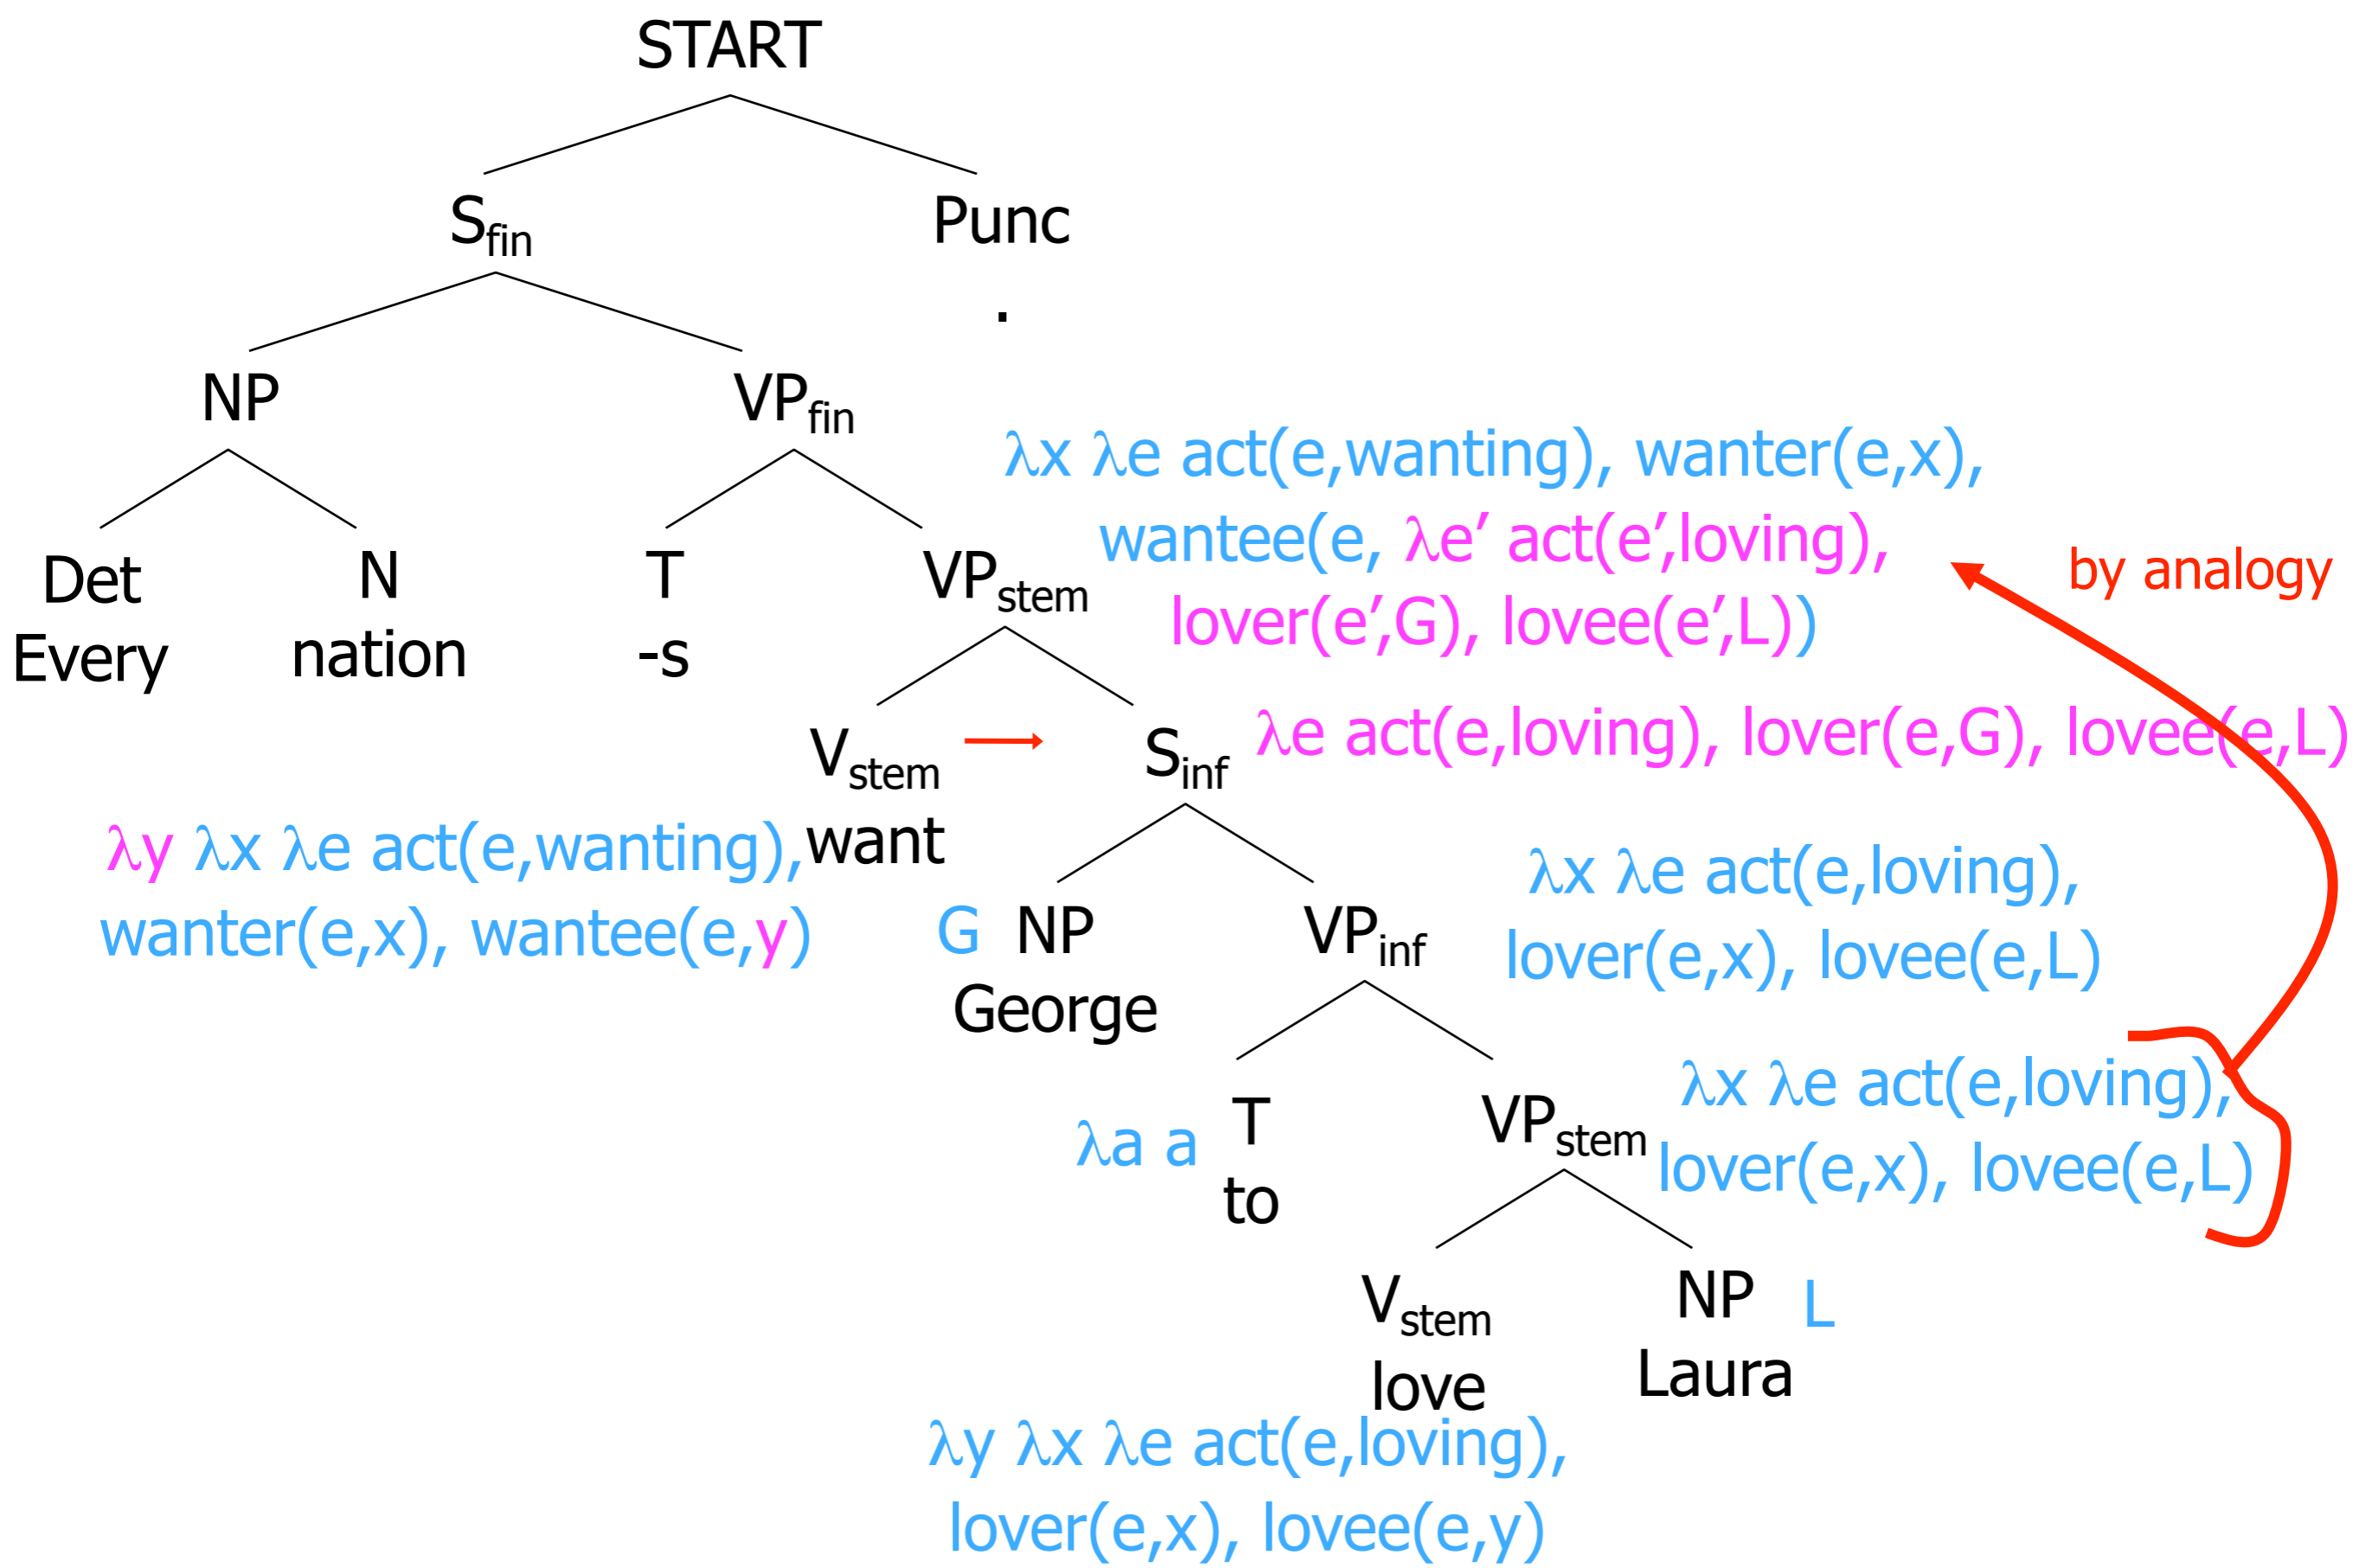 START
S_fin
Punc
.
NP
VP_fin
λx λe act(e,wanting), wanter(e,x),
wantee(e, λe′ act(e′,loving),
lover(e′,G), lovee(e′,L))
by analogy
Det
Every
N
nation
T
-s
VP_stem
V_stem
want
S_inf
λe act(e,loving), lover(e,G), lovee(e,L)
λy λx λe act(e,wanting),
wanter(e,x), wantee(e,y)
G
NP
George
VP_inf
λx λe act(e,loving),
lover(e,x), lovee(e,L)
λa a
T
to
VP_stem
λx λe act(e,loving),
lover(e,x), lovee(e,L)
V_stem
love
NP
Laura
L
λy λx λe act(e,loving),
lover(e,x), lovee(e,y)